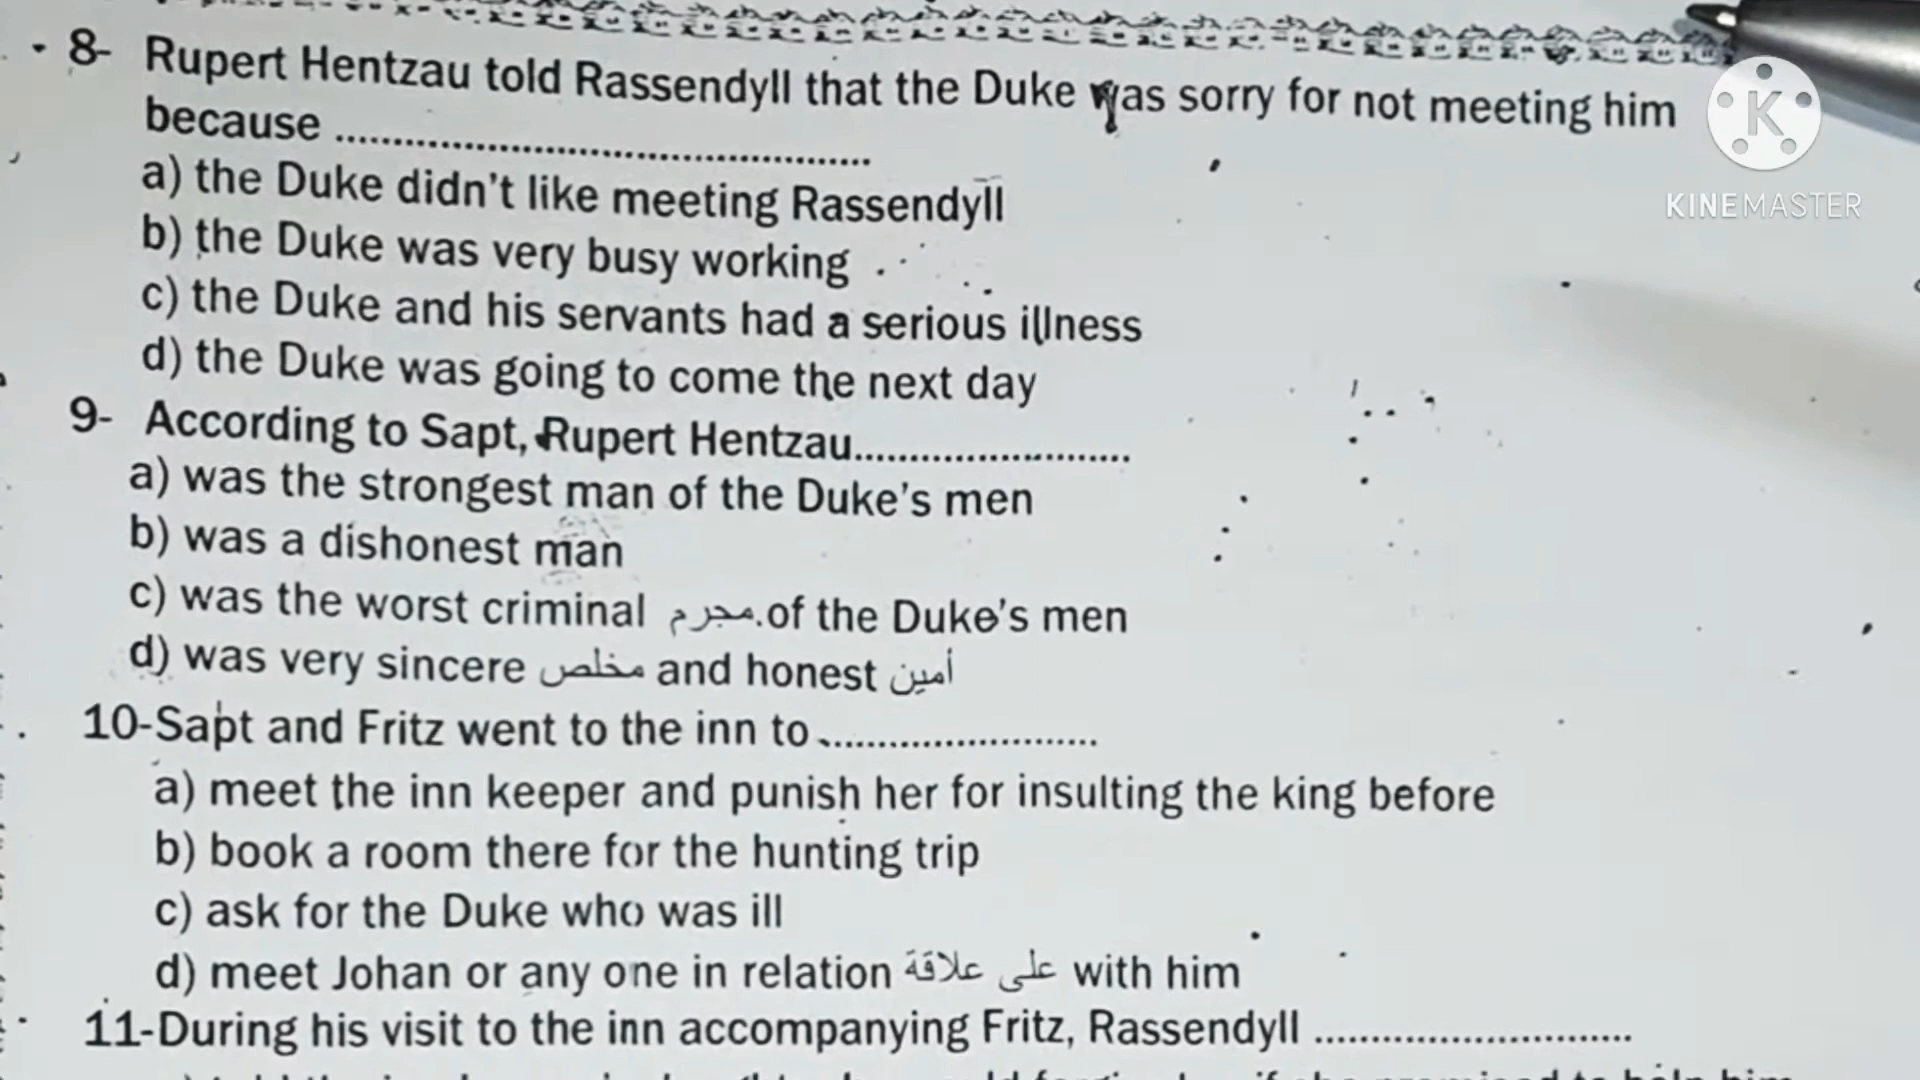 8- Rupert Hentzau told Rassendyll that the Duke was sorry for not meeting him
because ................................................
a) the Duke didn't like meeting Rassendyll
b) the Duke was very busy working
c) the Duke and his servants had a serious illness
d) the Duke was going to come the next day
9- According to Sapt, Rupert Hentzau.........................
a) was the strongest man of the Duke's men
b) was a dishonest man
c) was the worst criminal مجرم of the Duke's men
d) was very sincere مخلص and honest أمين
10-Sapt and Fritz went to the inn to .........................
a) meet the inn keeper and punish her for insulting the king before
b) book a room there for the hunting trip
c) ask for the Duke who was ill
d) meet Johan or any one in relation على علاقة with him
11-During his visit to the inn accompanying Fritz, Rassendyll ............................
KINEMASTER